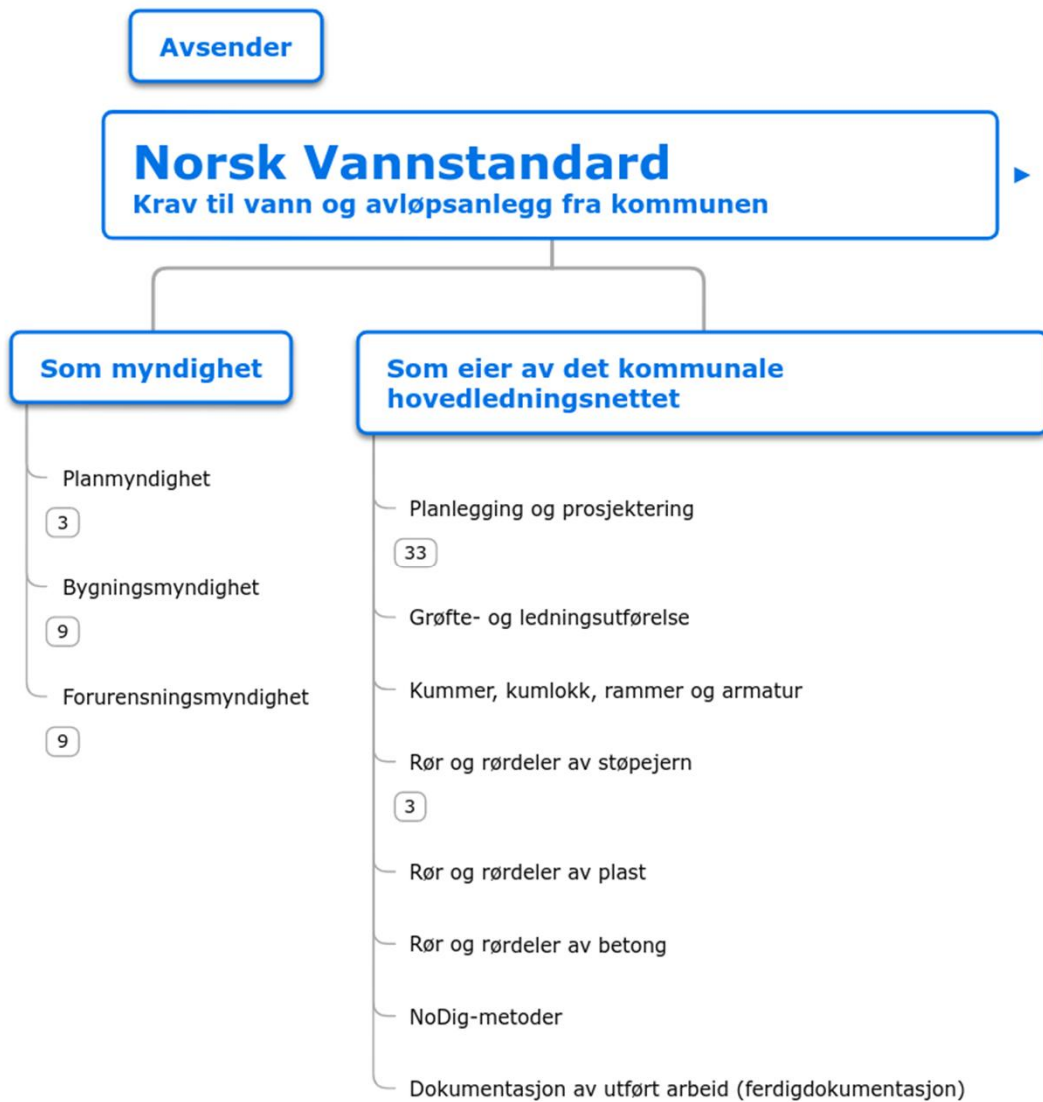 Avsender
Norsk Vannstandard
Krav til vann og avløpsanlegg fra kommunen
Som myndighet
Planmyndighet
3
Bygningsmyndighet
9
Forurensningsmyndighet
9
Som eier av det kommunale
hovedledningsnettet
Planlegging og prosjektering
33
Grøfte- og ledningsutførelse
Kummer, kumlokk, rammer og armatur
Rør og rørdeler av støpejern
3
Rør og rørdeler av plast
Rør og rørdeler av betong
NoDig-metoder
Dokumentasjon av utført arbeid (ferdigdokumentasjon)